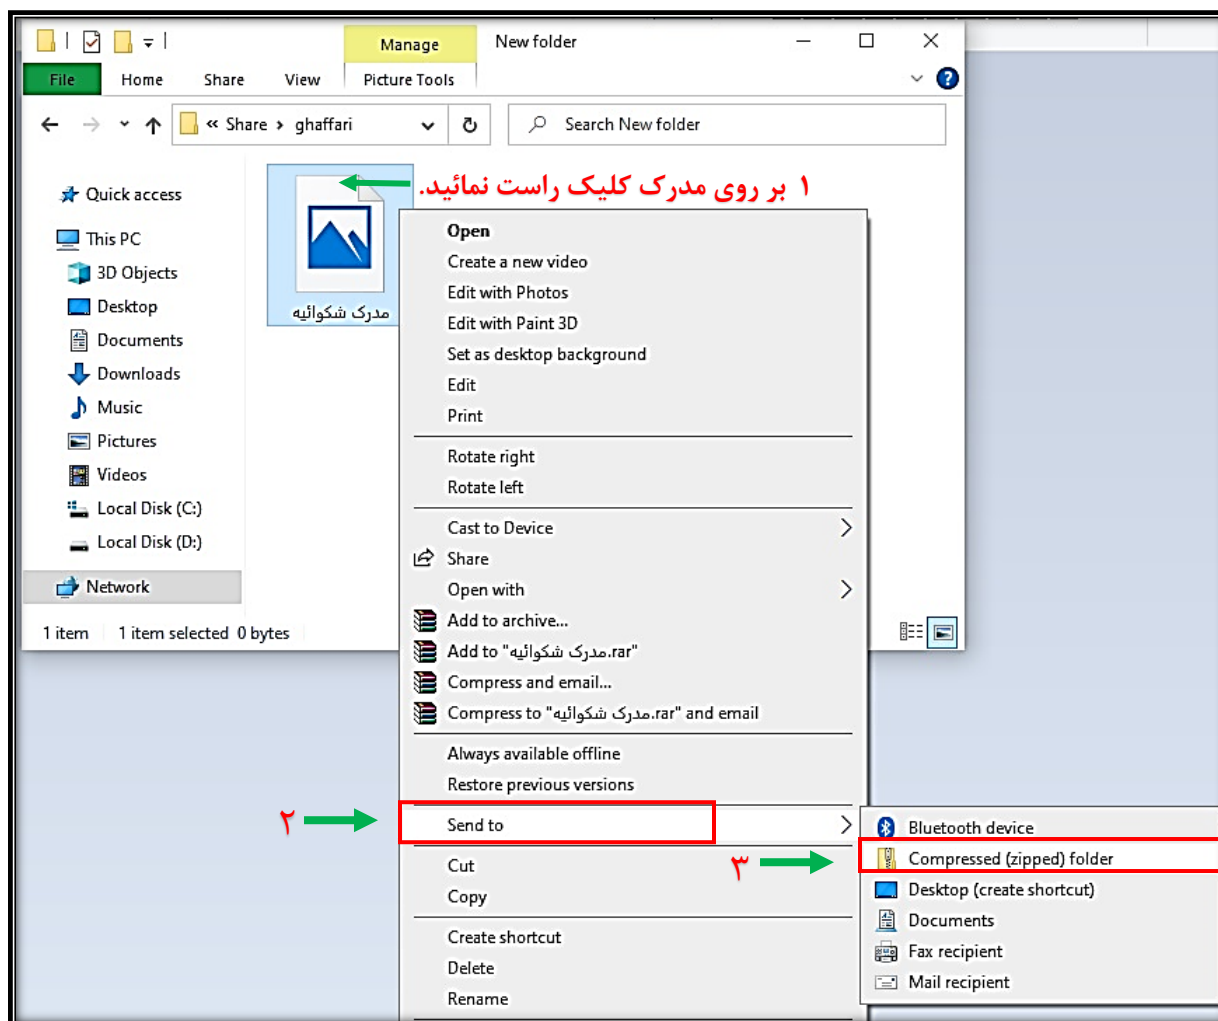 Manage
New folder
File
Home
Share
View
Picture Tools
« Share › ghaffari
Search New folder
۱ بر روی مدرک کلیک راست نمائید.
Quick access
This PC
3D Objects
Desktop
Documents
Downloads
Music
Pictures
Videos
Local Disk (C:)
Local Disk (D:)
Network
مدرک شکوائیه
1 item
1 item selected 0 bytes
Open
Create a new video
Edit with Photos
Edit with Paint 3D
Set as desktop background
Edit
Print
Rotate right
Rotate left
Cast to Device
Share
Open with
Add to archive...
Add to "مدرک شکوائیه.rar"
Compress and email...
Compress to "مدرک شکوائیه.rar" and email
Always available offline
Restore previous versions
۲
Send to
Cut
Copy
Create shortcut
Delete
Rename
Bluetooth device
۳
Compressed (zipped) folder
Desktop (create shortcut)
Documents
Fax recipient
Mail recipient